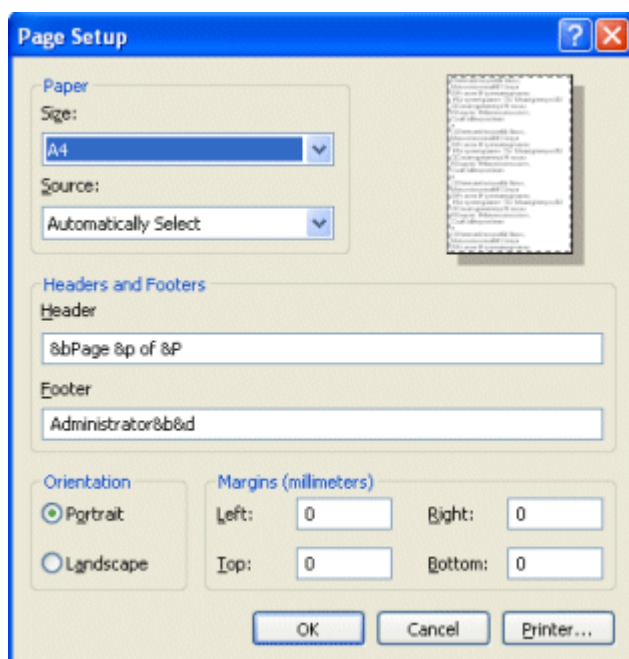 Page Setup
Paper
Size:
A4
Source:
Automatically Select
Headers and Footers
Header
&bPage &p of &P
Footer
Administrator&b&d
Orientation
Portrait
Landscape
Margins (millimeters)
Left: 0 Right: 0
Top: 0 Bottom: 0
OK Cancel Printer...